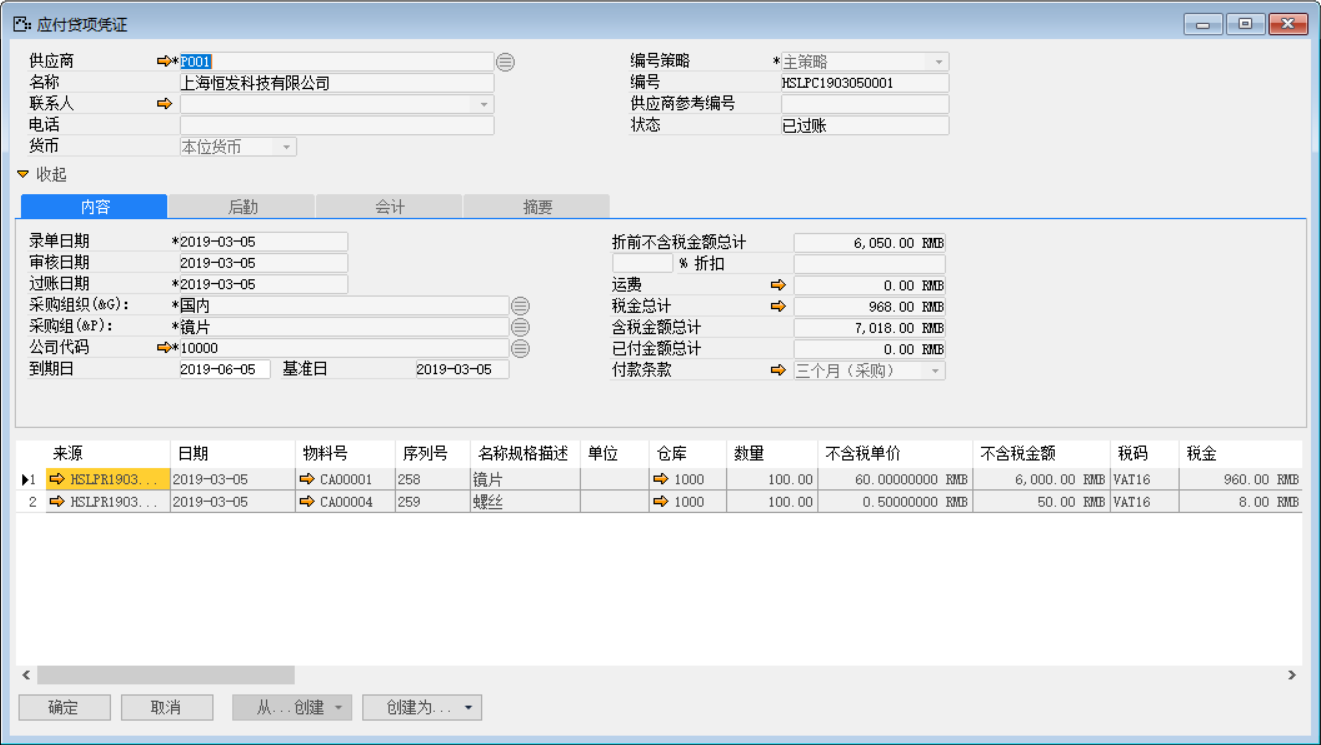 应付贷项凭证
供应商 *P001 编号策略 *主策略
名称 上海恒发科技有限公司 编号 HSLPC1903050001
联系人 供应商参考编号
电话 状态 已过账
货币 本位货币
收起
内容 后勤 会计 摘要
录单日期 *2019-03-05 折前不含税金额总计 6,050.00 RMB
审核日期 2019-03-05 % 折扣
过账日期 *2019-03-05 运费 0.00 RMB
采购组织(&G): *国内 税金总计 968.00 RMB
采购组(&P): *镜片 含税金额总计 7,018.00 RMB
公司代码 *10000 已付金额总计 0.00 RMB
到期日 2019-06-05 基准日 2019-03-05 付款条款 三个月(采购)
来源 日期 物料号 序列号 名称规格描述 单位 仓库 数量 不含税单价 不含税金额 税码 税金
1 HSLPR1903... 2019-03-05 CA00001 258 镜片 1000 100.00 60.00000000 RMB 6,000.00 RMB VAT16 960.00 RMB
2 HSLPR1903... 2019-03-05 CA00004 259 螺丝 1000 100.00 0.50000000 RMB 50.00 RMB VAT16 8.00 RMB
确定 取消 从...创建 创建为...